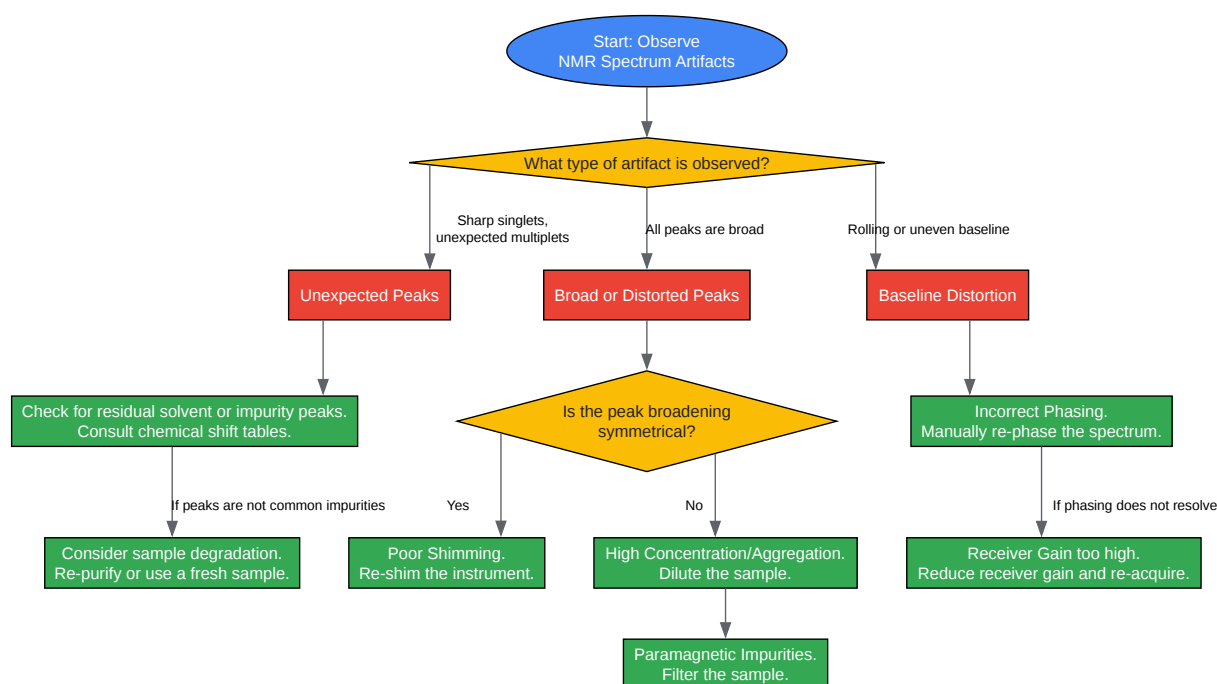 Start: Observe
NMR Spectrum Artifacts
What type of artifact is observed?
Sharp singlets,
unexpected multiplets
All peaks are broad
Rolling or uneven baseline
Unexpected Peaks
Broad or Distorted Peaks
Baseline Distortion
Check for residual solvent or impurity peaks.
Consult chemical shift tables.
Is the peak broadening
symmetrical?
Incorrect Phasing.
Manually re-phase the spectrum.
If peaks are not common impurities
Yes
No
If phasing does not resolve
Consider sample degradation.
Re-purify or use a fresh sample.
Poor Shimming.
Re-shim the instrument.
High Concentration/Aggregation.
Dilute the sample.
Receiver Gain too high.
Reduce receiver gain and re-acquire.
Paramagnetic Impurities.
Filter the sample.